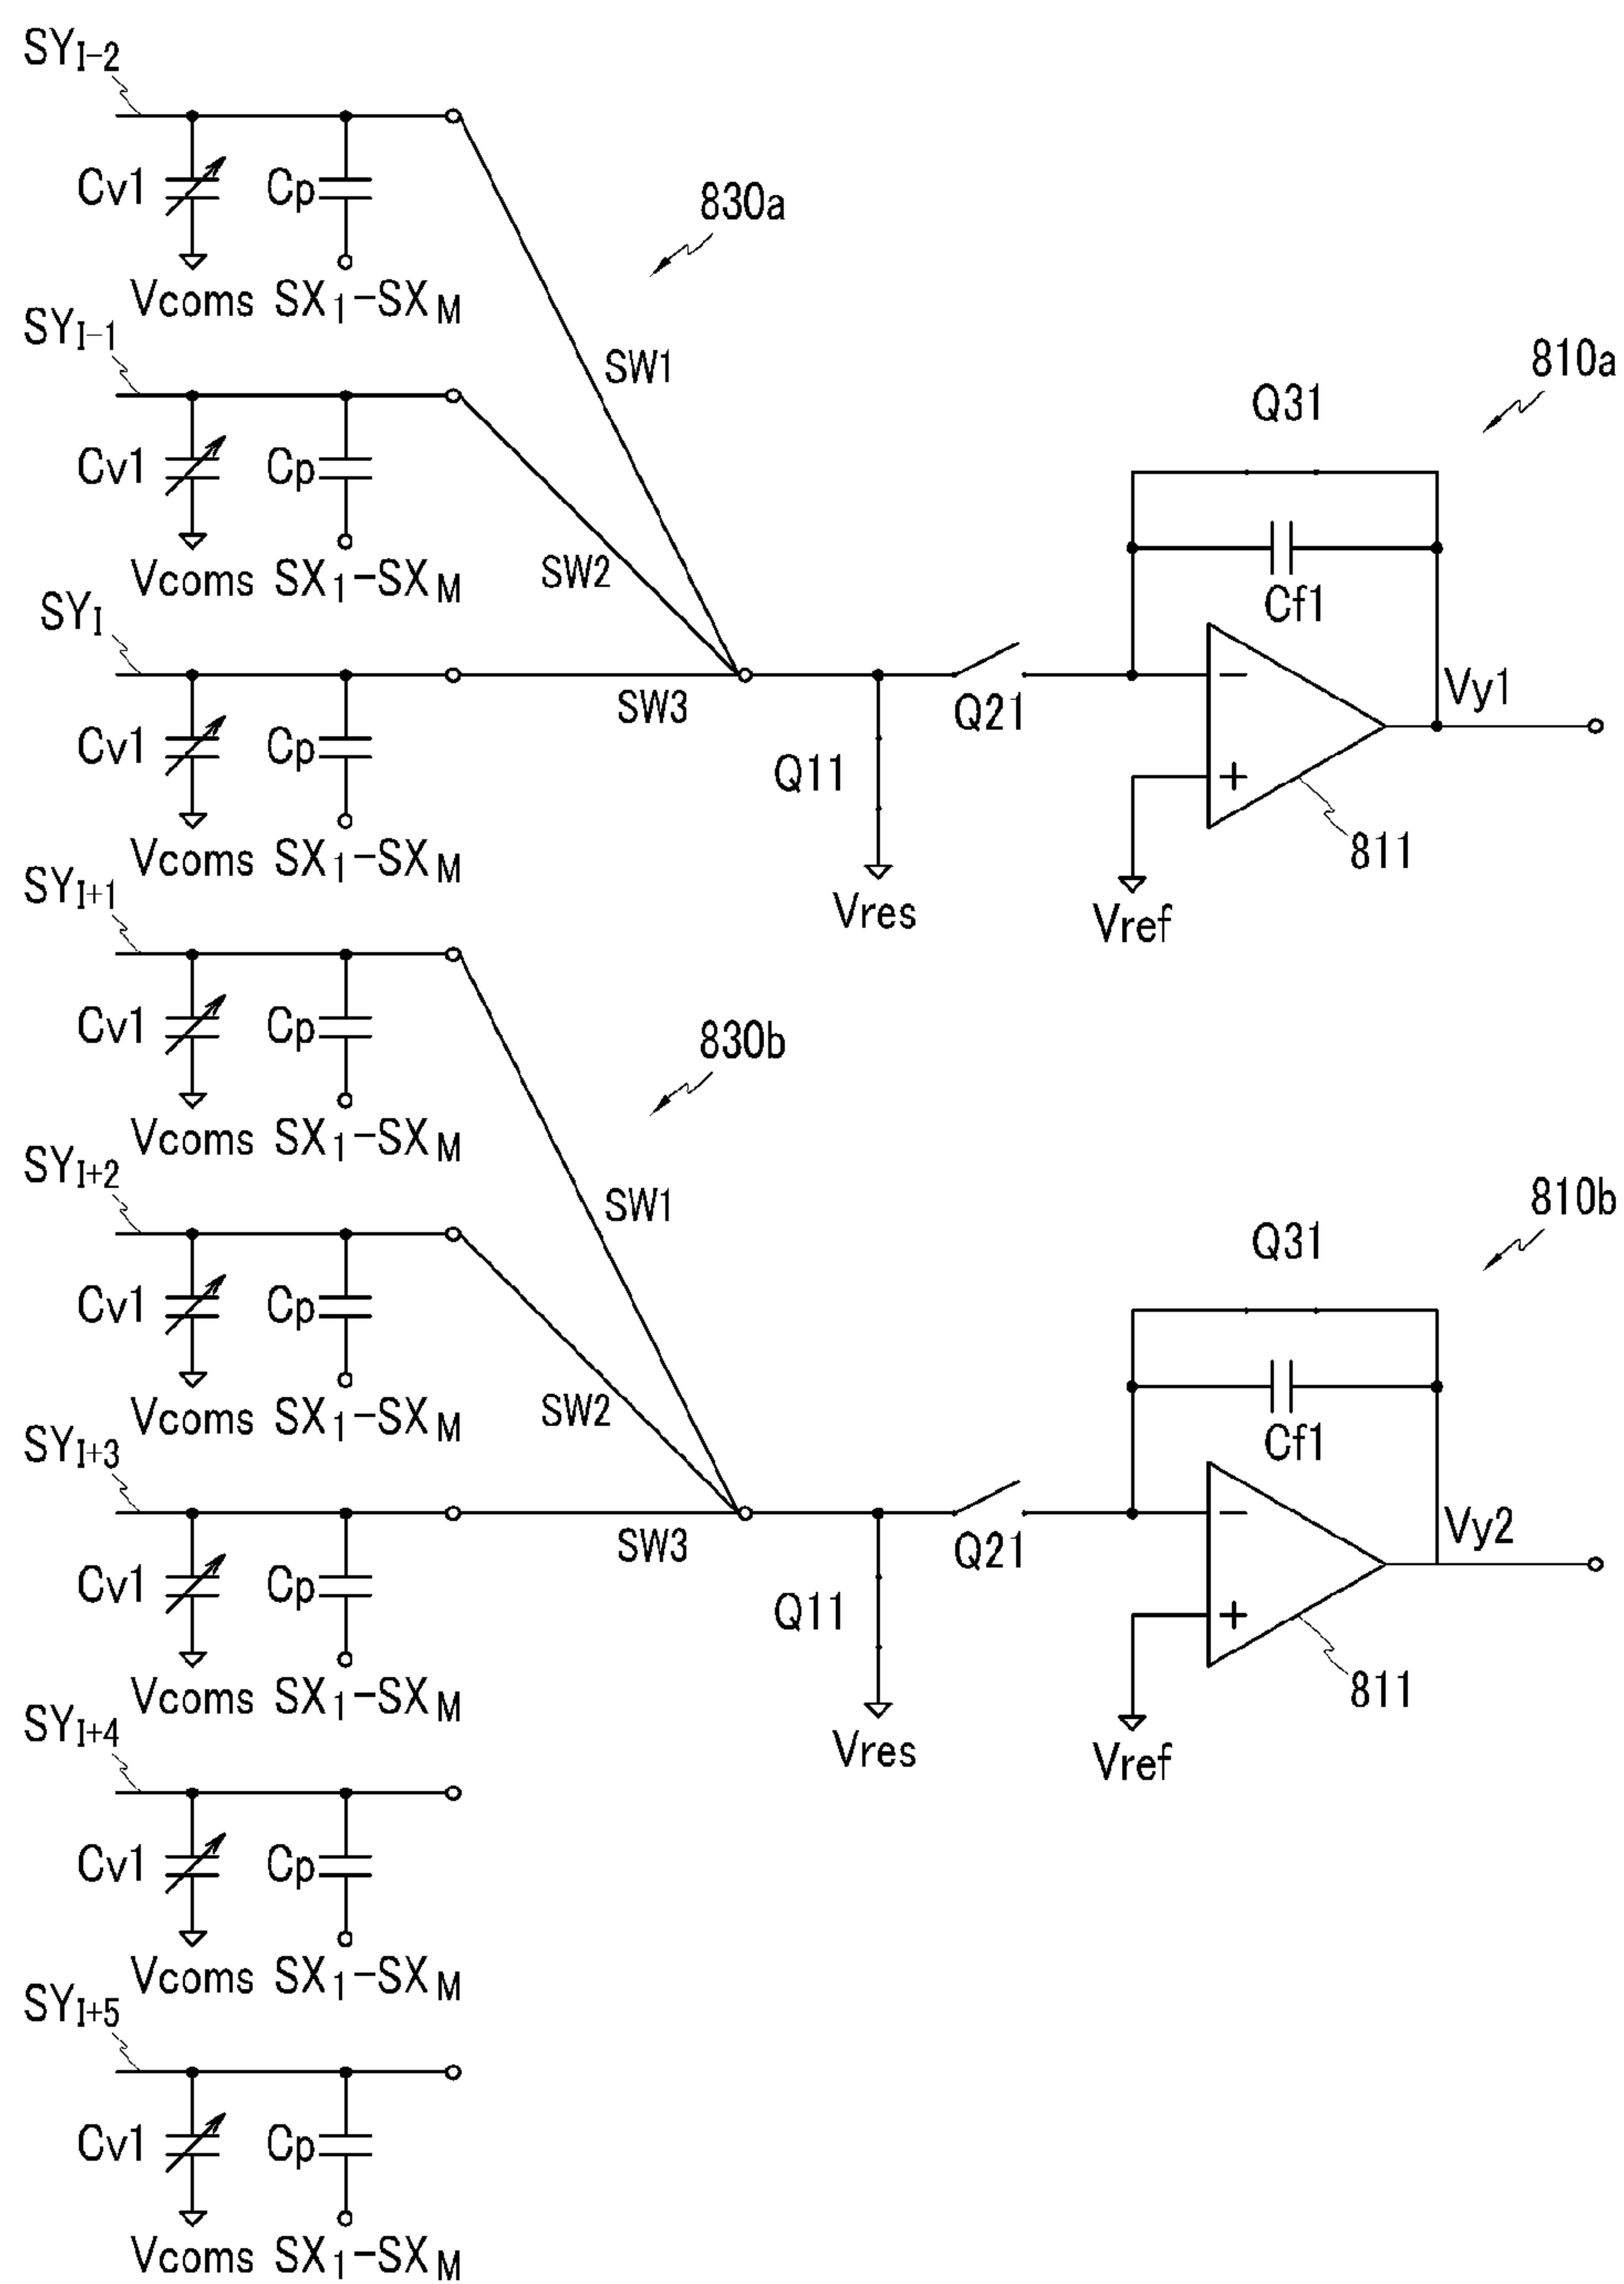 SY_{I-2}
Cv1 Cp
830a
Vcoms SX_1-SX_M
SY_{I-1}
SW1
810a
Q31
Cv1 Cp
Vcoms SX_1-SX_M
SW2
Cf1
SY_I
SW3
Q21
Vy1
Cv1 Cp
Q11
−
+
Vcoms SX_1-SX_M
811
Vres
Vref
SY_{I+1}
Cv1 Cp
830b
Vcoms SX_1-SX_M
SY_{I+2}
SW1
810b
Q31
Cv1 Cp
Vcoms SX_1-SX_M
SW2
Cf1
SY_{I+3}
SW3
Q21
Vy2
Cv1 Cp
Q11
−
+
Vcoms SX_1-SX_M
811
Vres
Vref
SY_{I+4}
Cv1 Cp
Vcoms SX_1-SX_M
SY_{I+5}
Cv1 Cp
Vcoms SX_1-SX_M